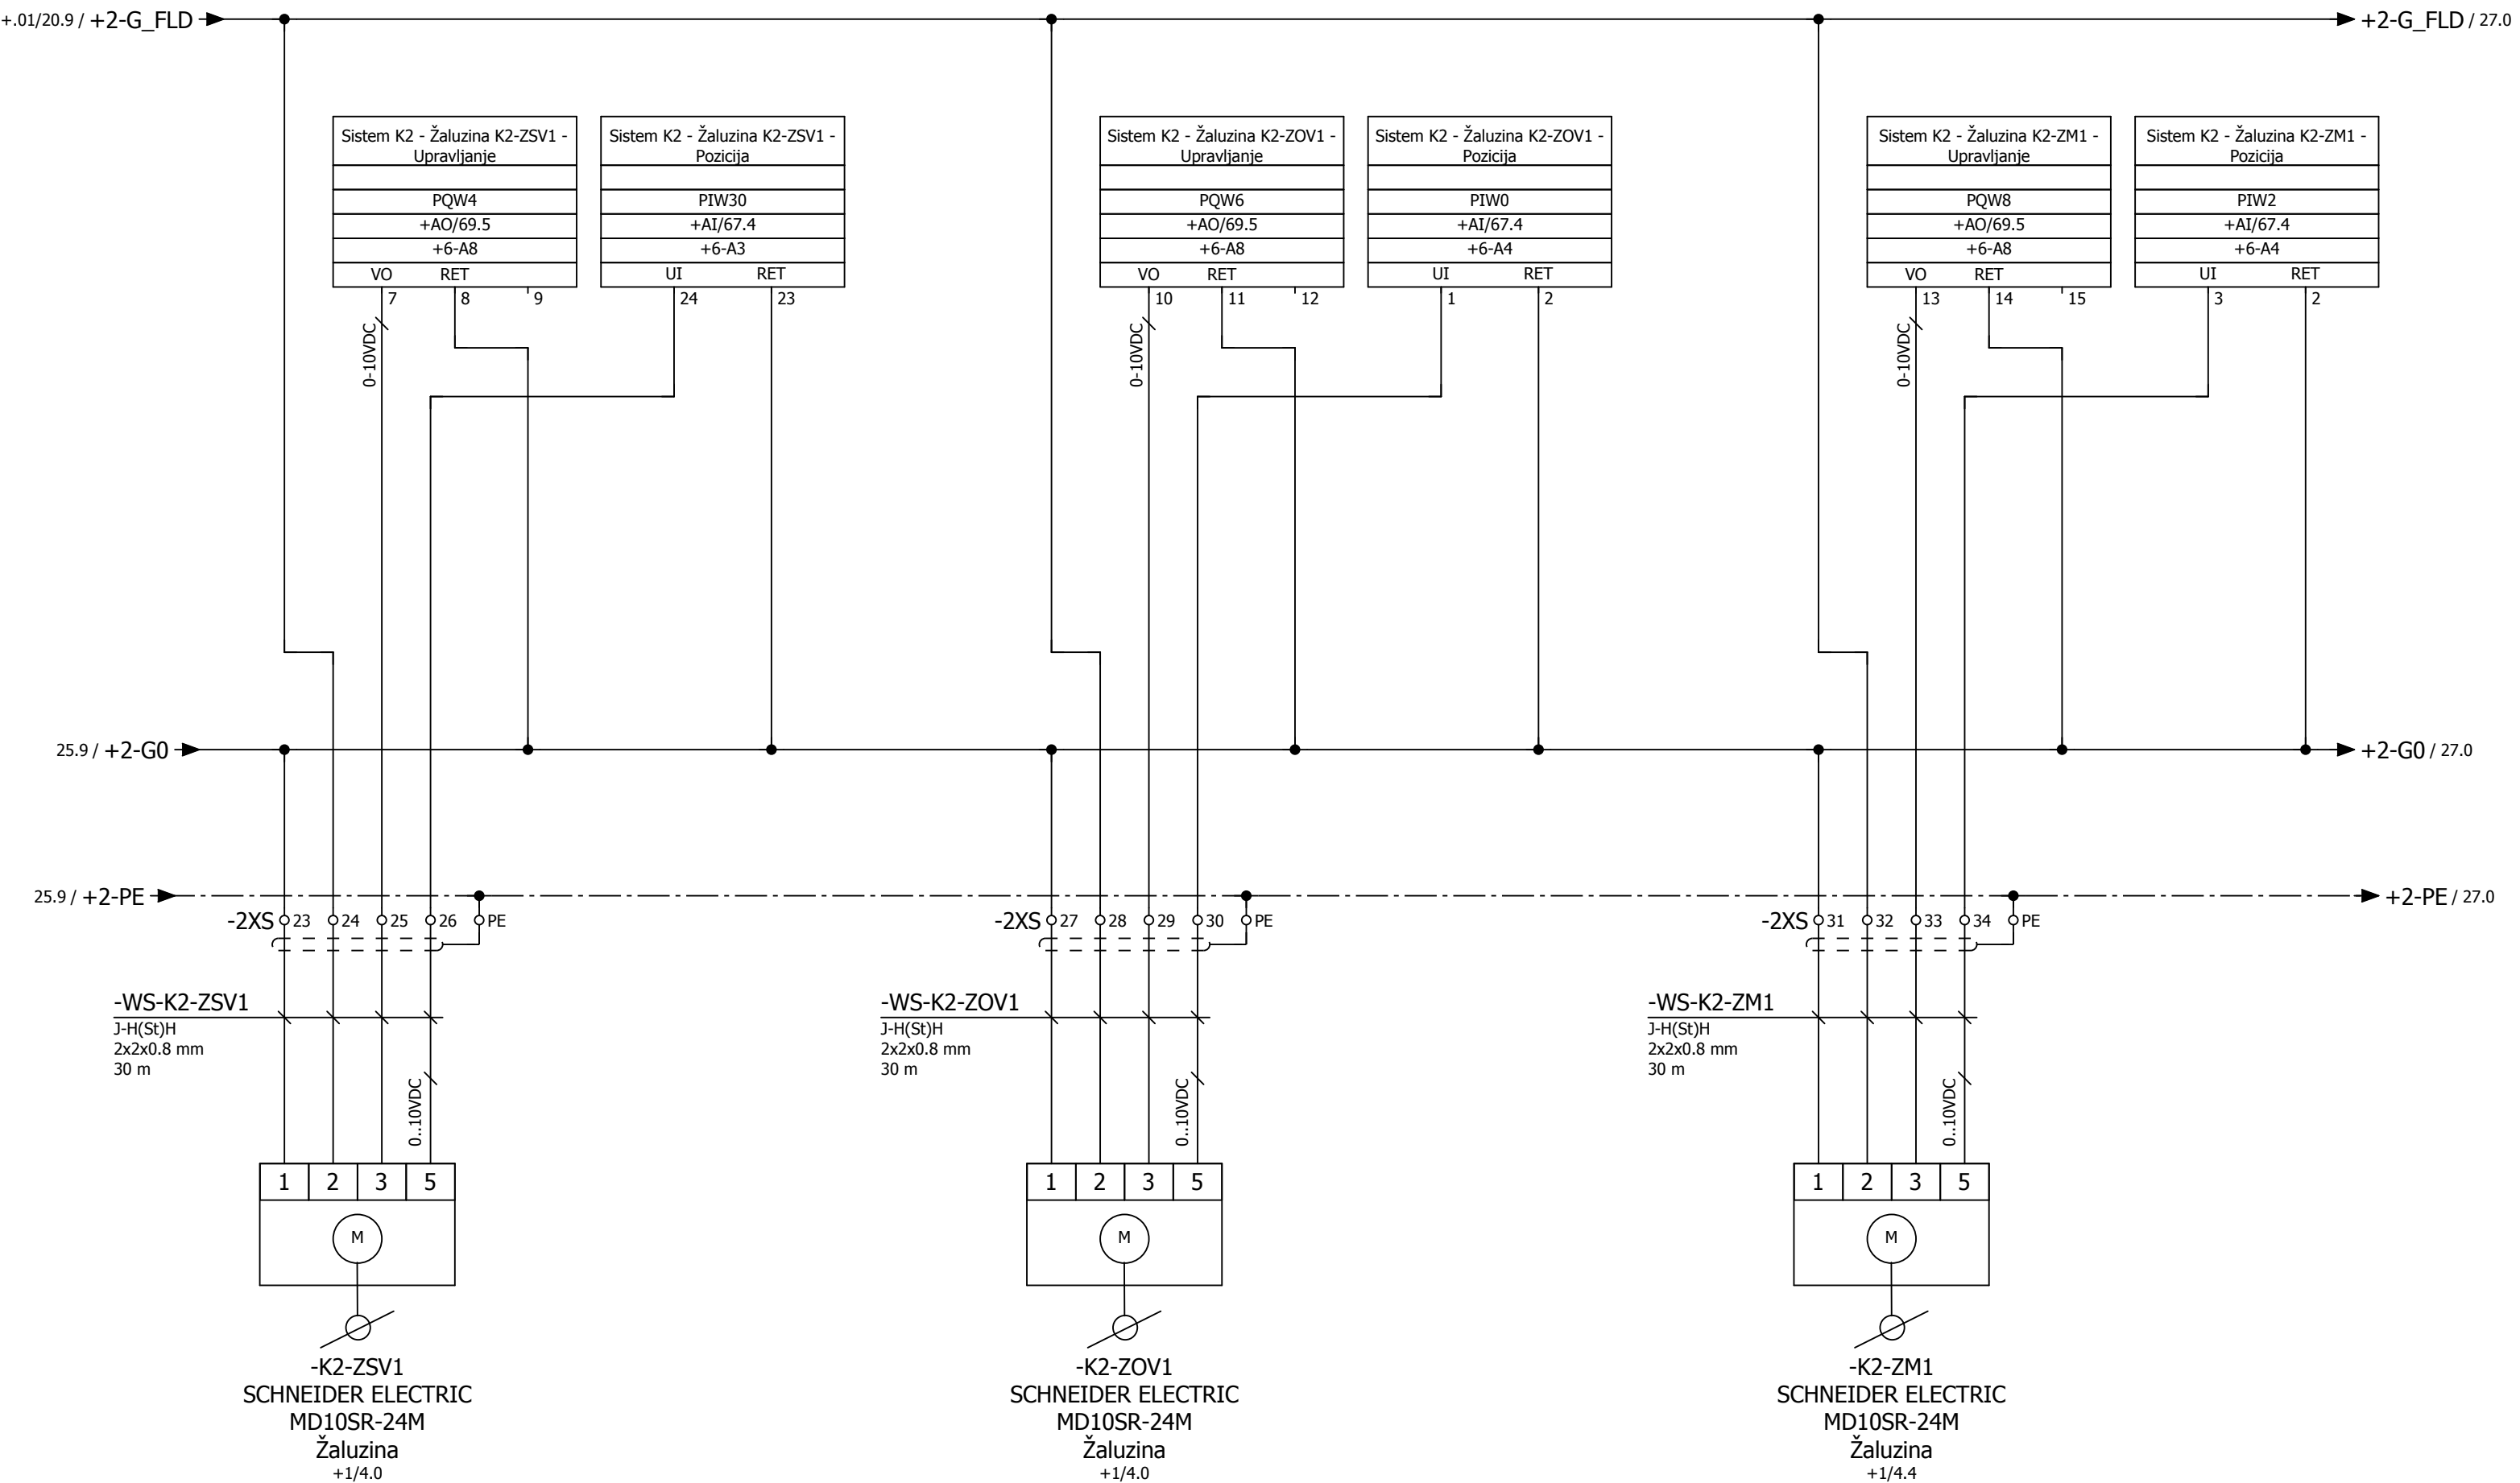 +.01/20.9 / +2-G_FLD
+2-G_FLD / 27.0
Sistem K2 - Žaluzina K2-ZSV1 -
Upravljanje
PQW4
+AO/69.5
+6-A8
VO RET
7 8 9
0-10VDC
Sistem K2 - Žaluzina K2-ZSV1 -
Pozicija
PIW30
+AI/67.4
+6-A3
UI RET
24 23
Sistem K2 - Žaluzina K2-ZOV1 -
Upravljanje
PQW6
+AO/69.5
+6-A8
VO RET
10 11 12
0-10VDC
Sistem K2 - Žaluzina K2-ZOV1 -
Pozicija
PIW0
+AI/67.4
+6-A4
UI RET
1 2
Sistem K2 - Žaluzina K2-ZM1 -
Upravljanje
PQW8
+AO/69.5
+6-A8
VO RET
13 14 15
0-10VDC
Sistem K2 - Žaluzina K2-ZM1 -
Pozicija
PIW2
+AI/67.4
+6-A4
UI RET
3 2
25.9 / +2-G0
+2-G0 / 27.0
25.9 / +2-PE
+2-PE / 27.0
-2XS 23 24 25 26 PE
-WS-K2-ZSV1
J-H(St)H
2x2x0.8 mm
30 m
0..10VDC
1 2 3 5
M
-K2-ZSV1
SCHNEIDER ELECTRIC
MD10SR-24M
Žaluzina
+1/4.0
-2XS 27 28 29 30 PE
-WS-K2-ZOV1
J-H(St)H
2x2x0.8 mm
30 m
0..10VDC
1 2 3 5
M
-K2-ZOV1
SCHNEIDER ELECTRIC
MD10SR-24M
Žaluzina
+1/4.0
-2XS 31 32 33 34 PE
-WS-K2-ZM1
J-H(St)H
2x2x0.8 mm
30 m
0..10VDC
1 2 3 5
M
-K2-ZM1
SCHNEIDER ELECTRIC
MD10SR-24M
Žaluzina
+1/4.4